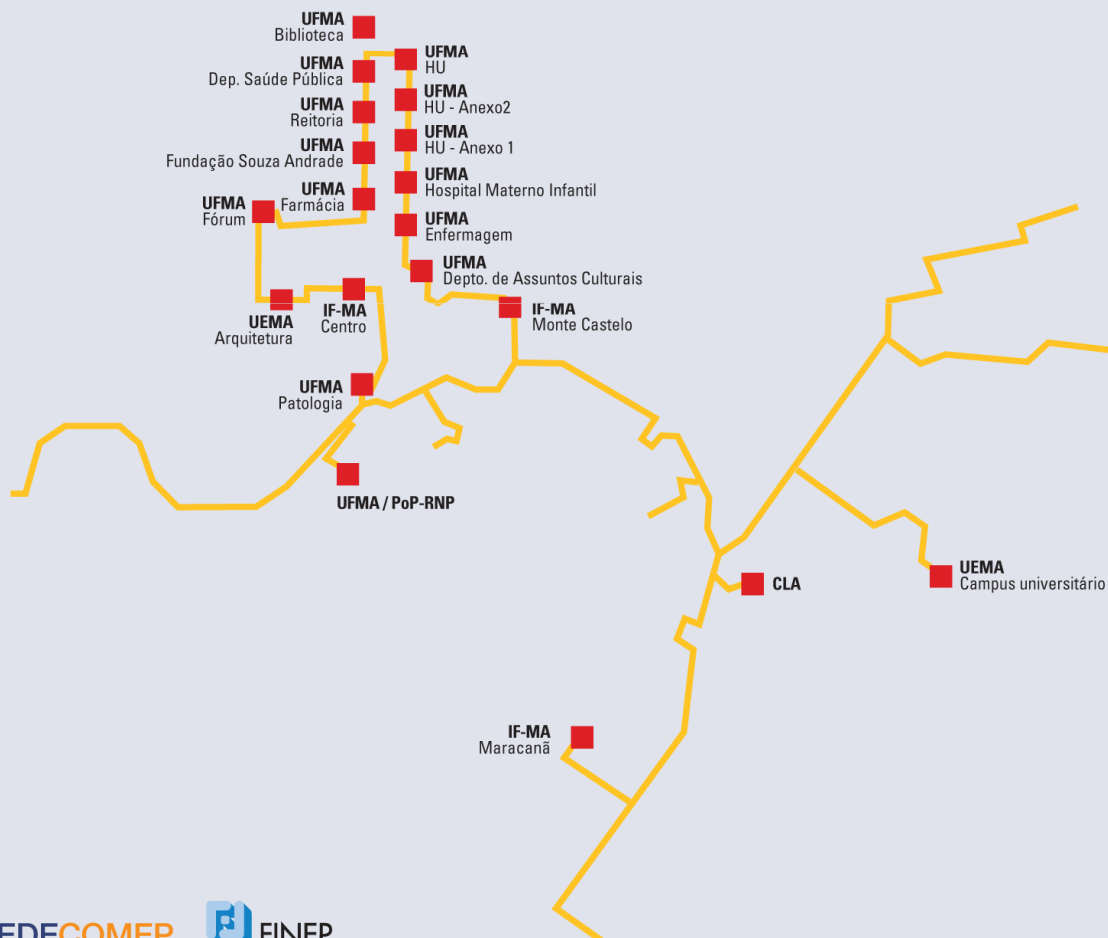 UFMA
Biblioteca
UFMA
HU
UFMA
Dep. Saúde Pública
UFMA
HU - Anexo2
UFMA
Reitoria
UFMA
HU - Anexo 1
UFMA
Fundação Souza Andrade
UFMA
Hospital Materno Infantil
UFMA
Farmácia
UFMA
Fórum
UFMA
Enfermagem
UFMA
Depto. de Assuntos Culturais
IF-MA
Centro
IF-MA
Monte Castelo
UEMA
Arquitetura
UFMA
Patologia
UFMA / PoP-RNP
UEMA
Campus universitário
CLA
IF-MA
Maracanã
EDECOMEP
FINEP